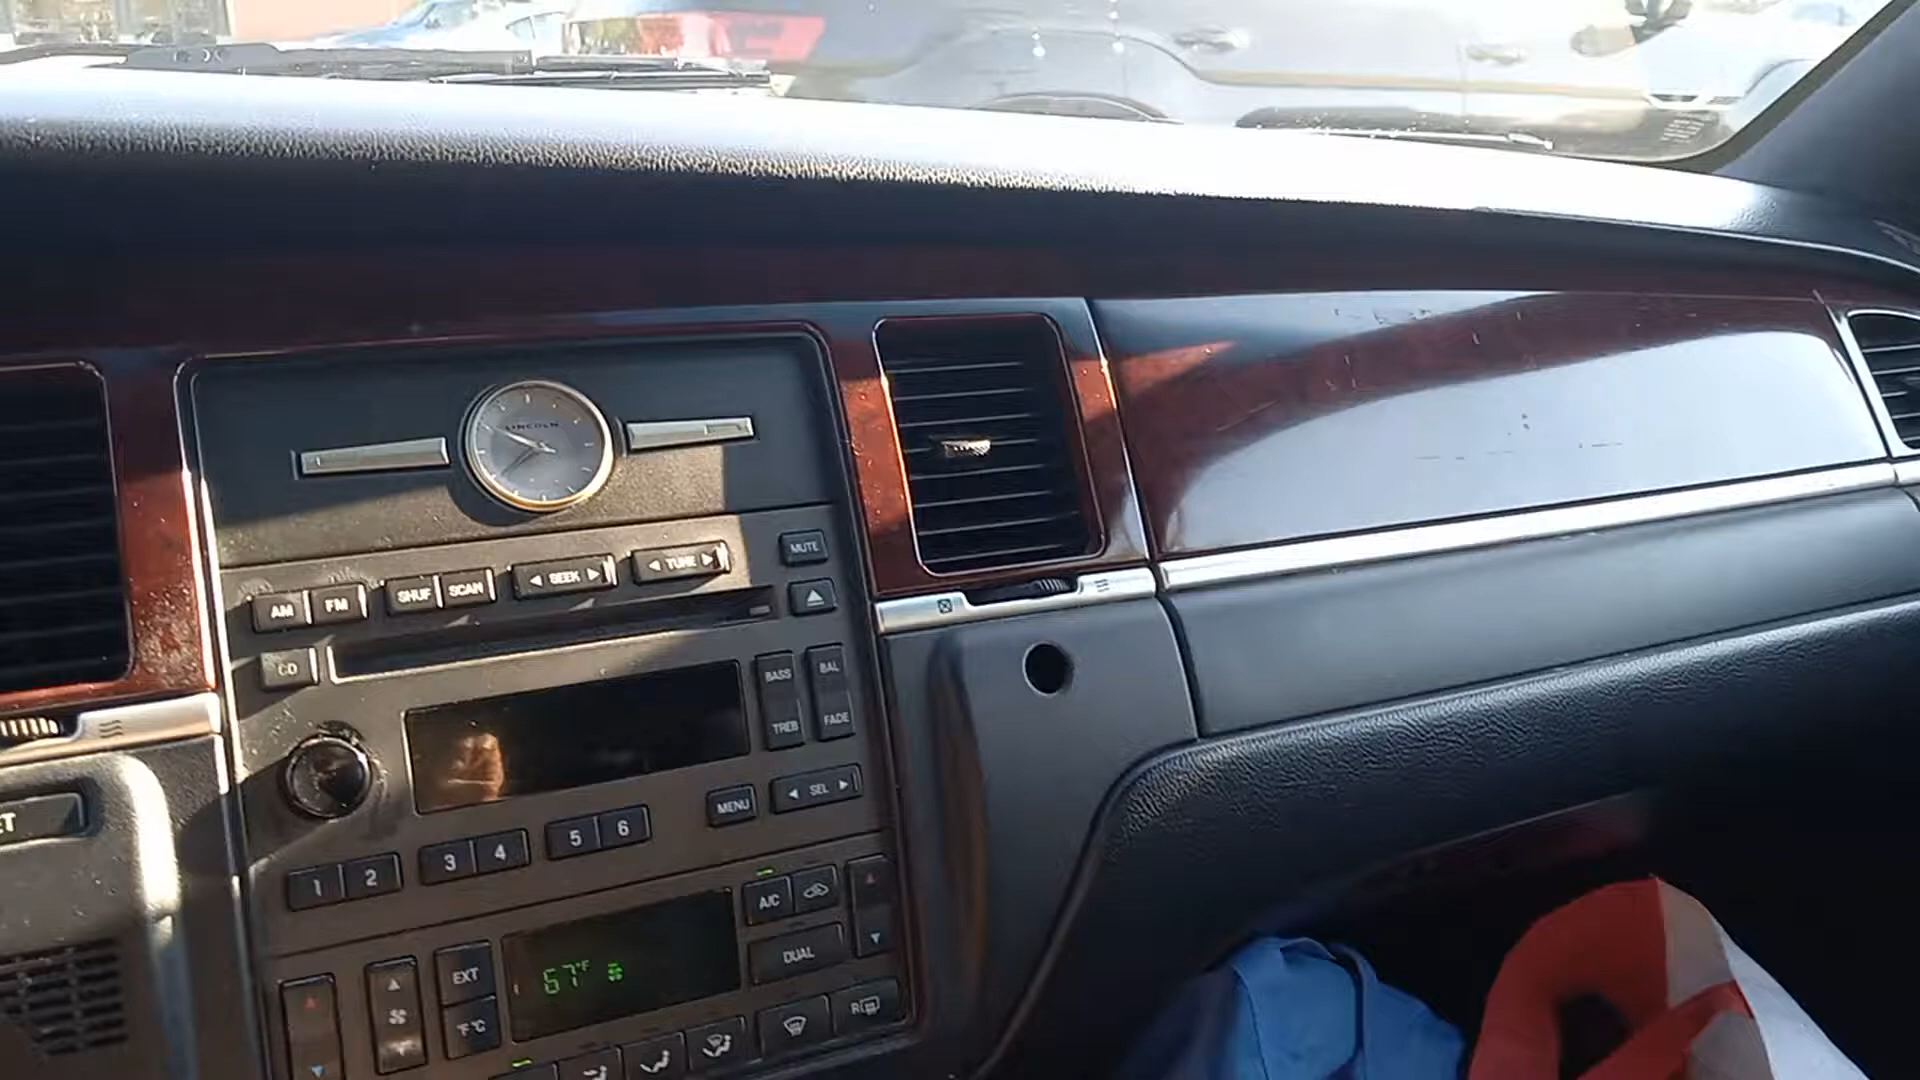 LINCOLN
MUTE
AM FM SHUF SCAN SEEK TUNE
CD
BASS BAL
TREB FADE
MENU SEL
1 2 3 4 5 6
A/C
EXT 67°F DUAL
°F°C R
ET